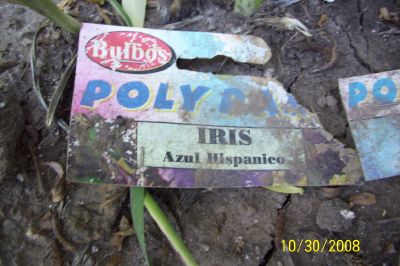 Bulbos
POLY
PO
IRIS
Azul Hispanico
10/30/2008